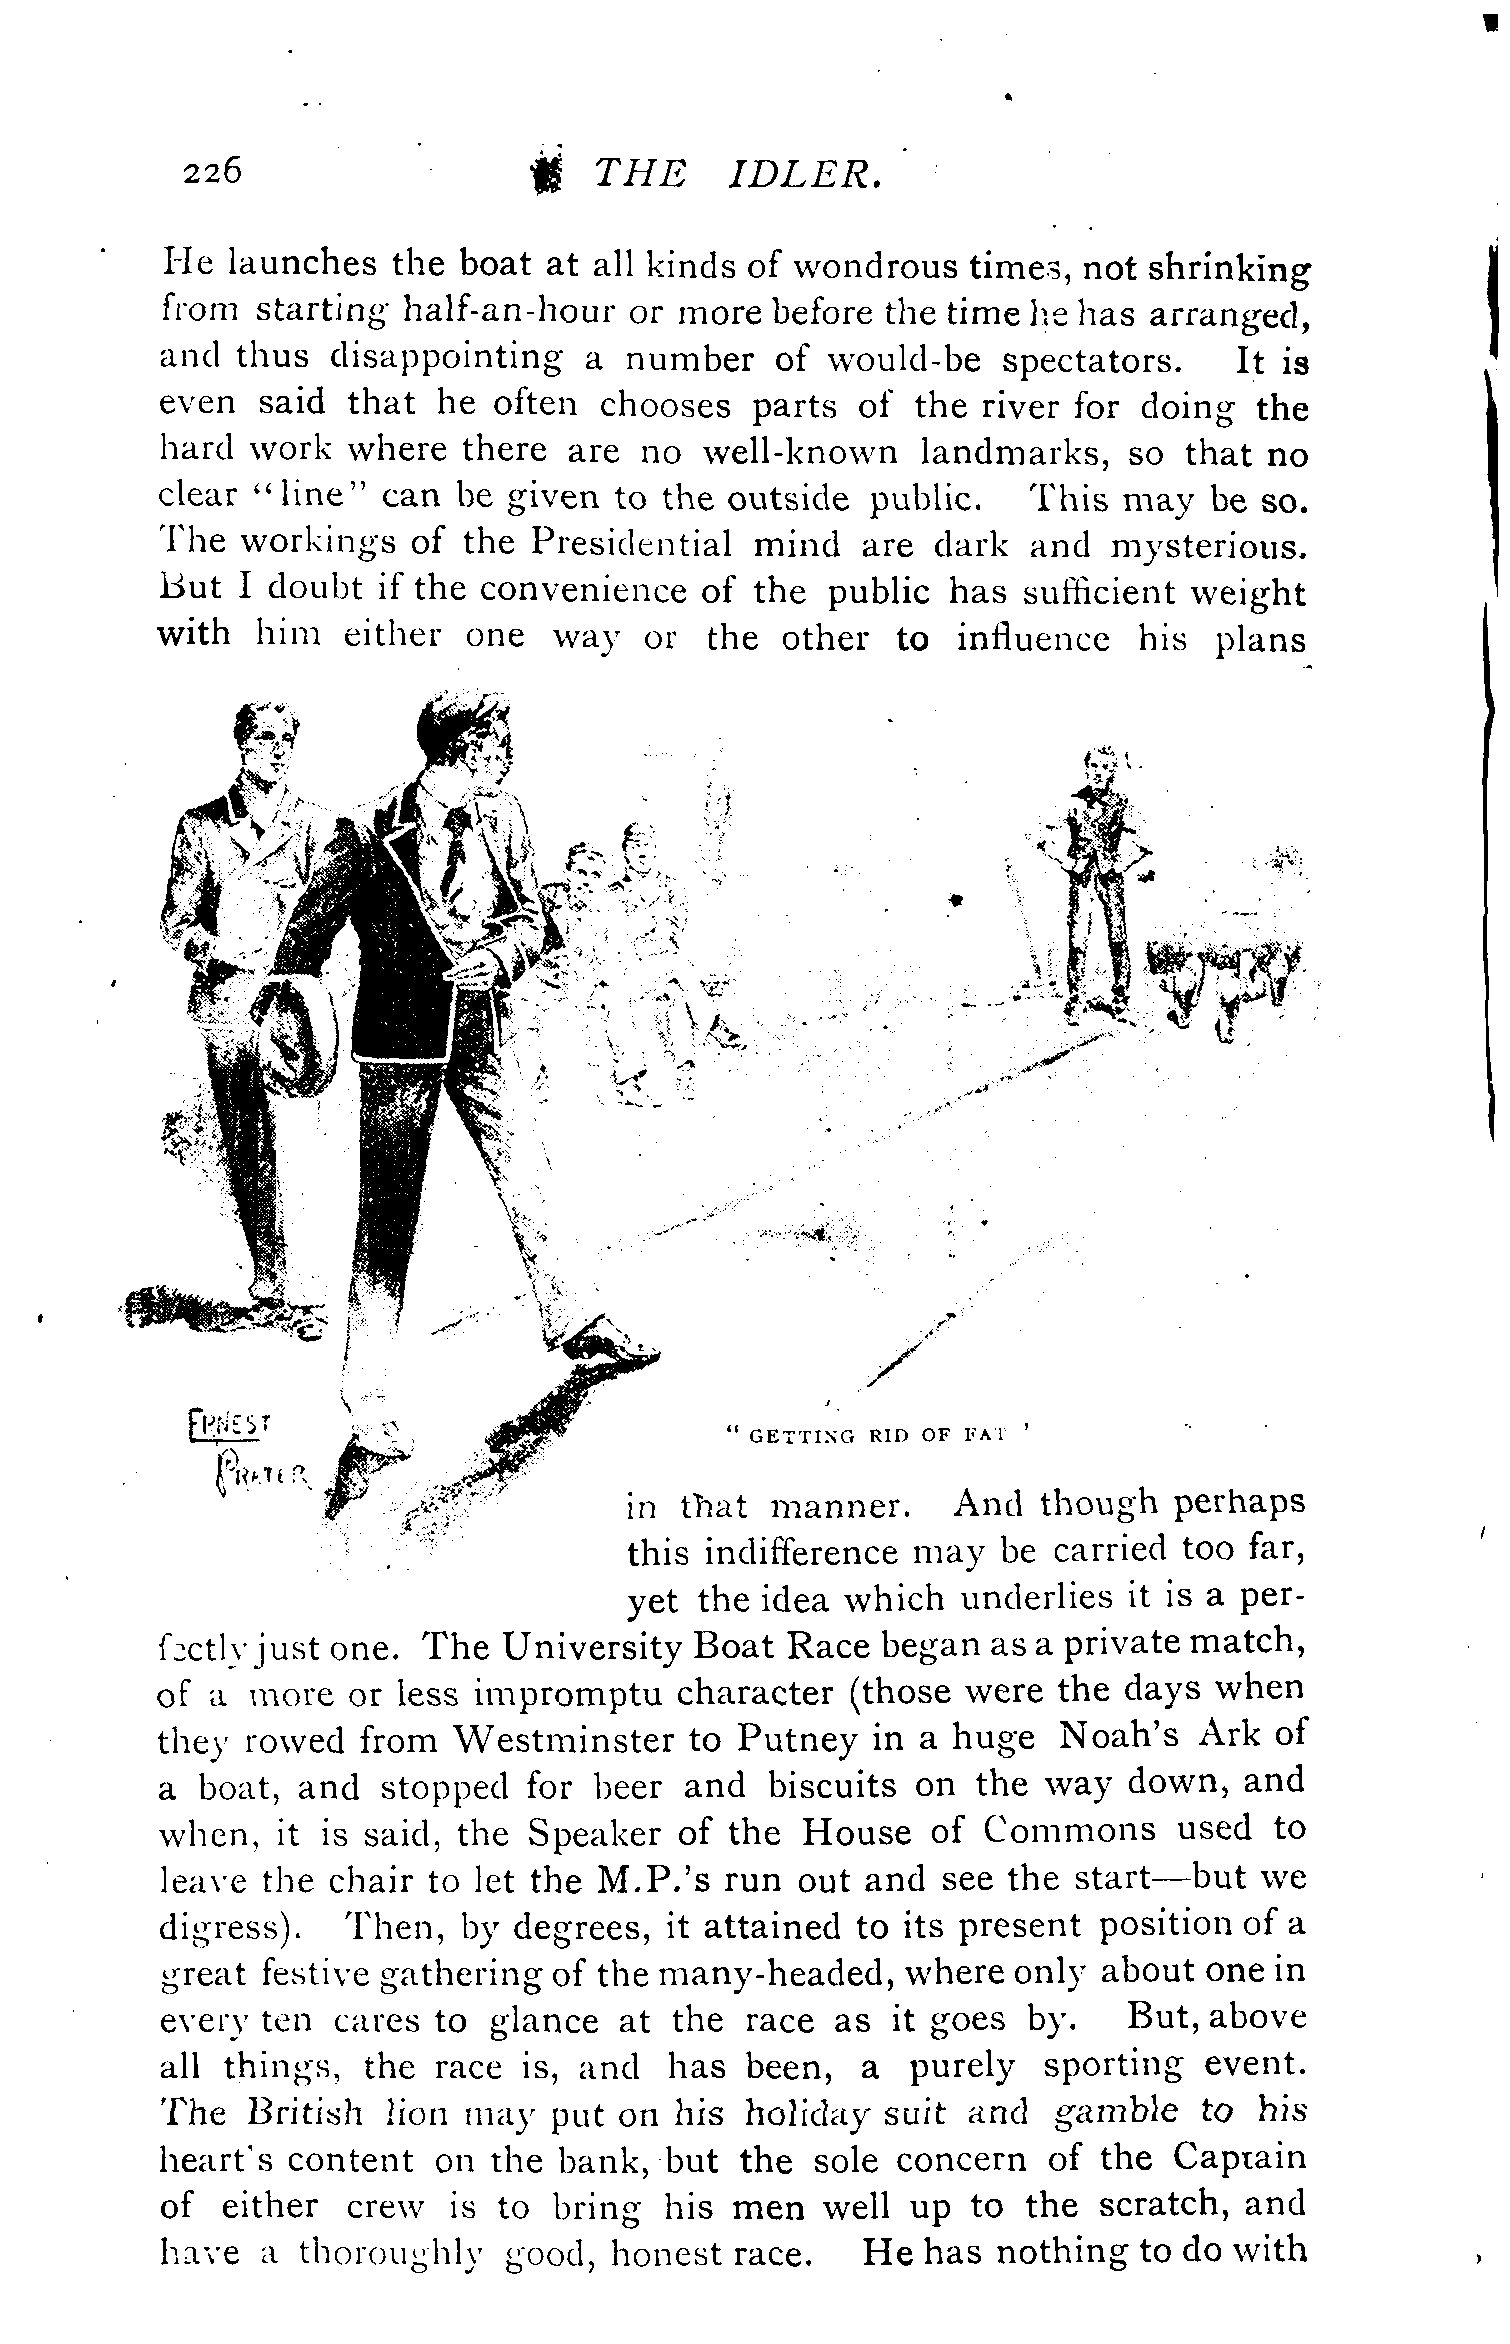 226
THE IDLER.
He launches the boat at all kinds of wondrous times, not shrinking
from starting half-an-hour or more before the time he has arranged,
and thus disappointing a number of would-be spectators. It is
even said that he often chooses parts of the river for doing the
hard work where there are no well-known landmarks, so that no
clear “line” can be given to the outside public. This may be so.
The workings of the Presidential mind are dark and mysterious.
But I doubt if the convenience of the public has sufficient weight
with him either one way or the other to influence his plans
ERNEST
PRATER
“ GETTING RID OF FAT ’
in that manner. And though perhaps
this indifference may be carried too far,
yet the idea which underlies it is a per-
fectly just one. The University Boat Race began as a private match,
of a more or less impromptu character (those were the days when
they rowed from Westminster to Putney in a huge Noah's Ark of
a boat, and stopped for beer and biscuits on the way down, and
when, it is said, the Speaker of the House of Commons used to
leave the chair to let the M.P.'s run out and see the start—but we
digress). Then, by degrees, it attained to its present position of a
great festive gathering of the many-headed, where only about one in
every ten cares to glance at the race as it goes by. But, above
all things, the race is, and has been, a purely sporting event.
The British lion may put on his holiday suit and gamble to his
heart's content on the bank, but the sole concern of the Captain
of either crew is to bring his men well up to the scratch, and
have a thoroughly good, honest race. He has nothing to do with